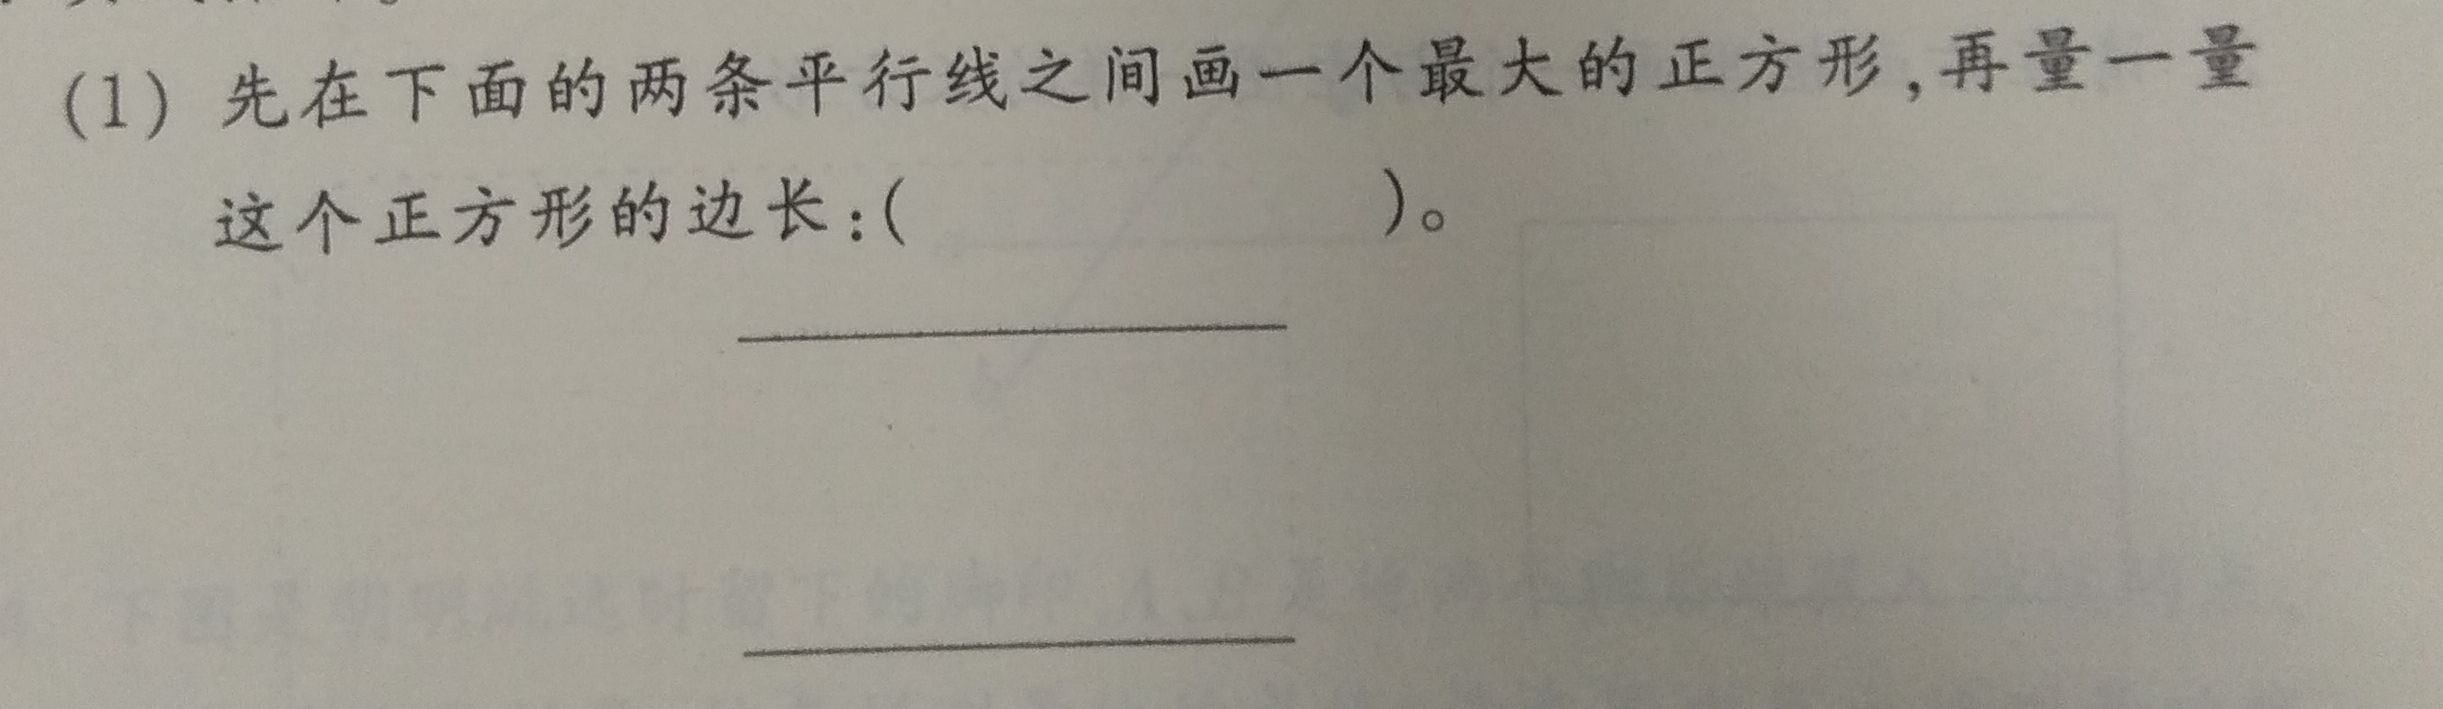 (1) 先在下面的两条平行线之间画一个最大的正方形,再量一量
这个正方形的边长:(          )。